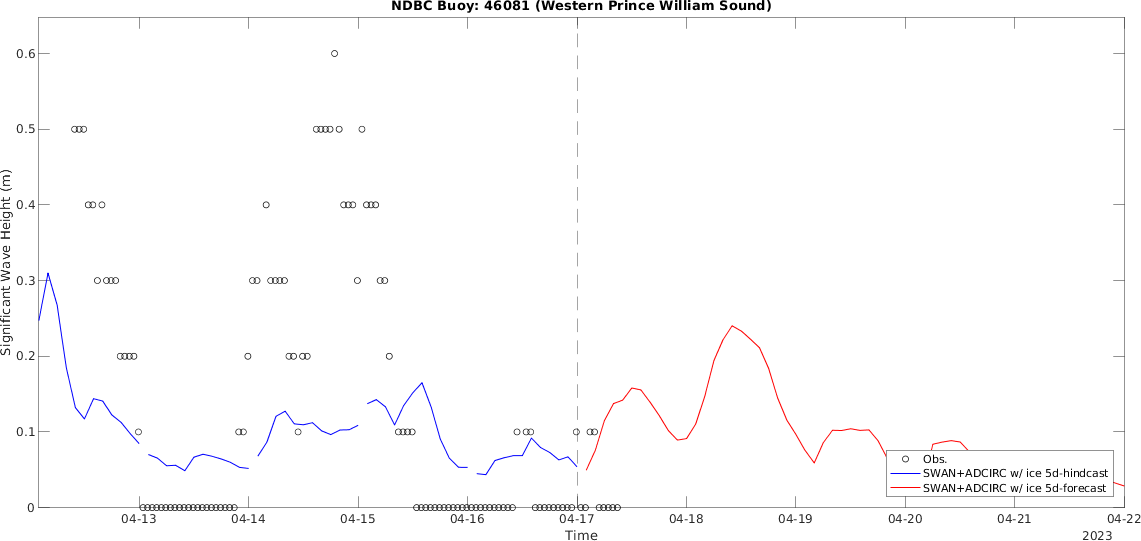 NDBC Buoy: 46081 (Western Prince William Sound)
Significant Wave Height (m)
0.6
0.5
0.4
0.3
0.2
0.1
0
04-13 04-14 04-15 04-16 04-17 04-18 04-19 04-20 04-21 04-22
Time
2023
Obs.
SWAN+ADCIRC w/ ice 5d-hindcast
SWAN+ADCIRC w/ ice 5d-forecast